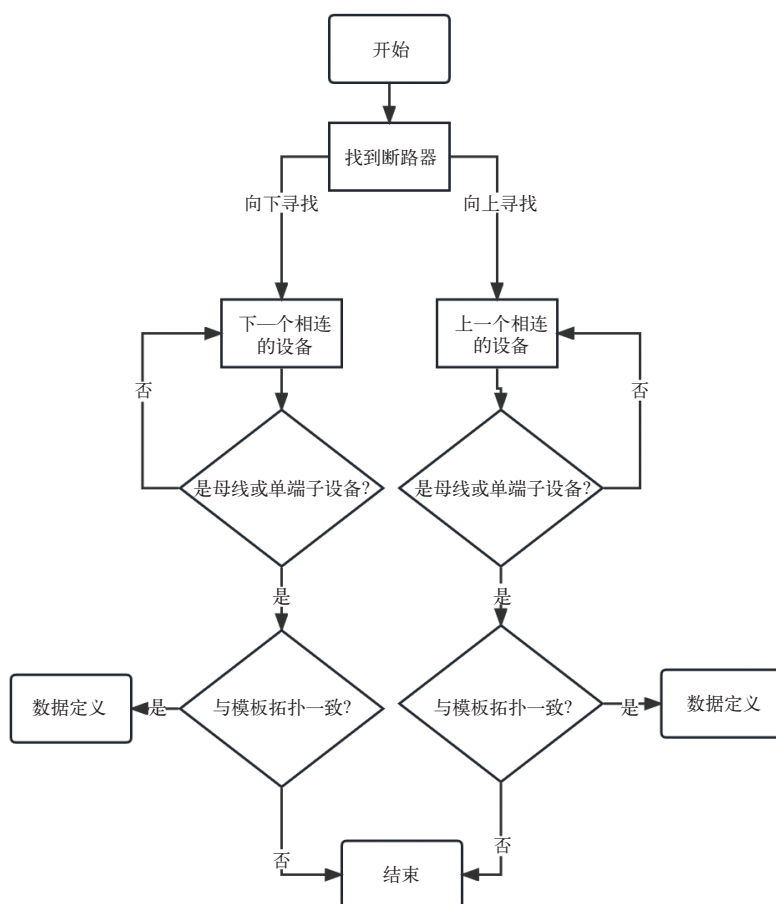 开始
找到断路器
向下寻找
向上寻找
下一个相连
的设备
上一个相连
的设备
否
否
是母线或单端子设备?
是母线或单端子设备?
是
是
数据定义
是
与模板拓扑一致?
与模板拓扑一致?
是
数据定义
否
否
结束